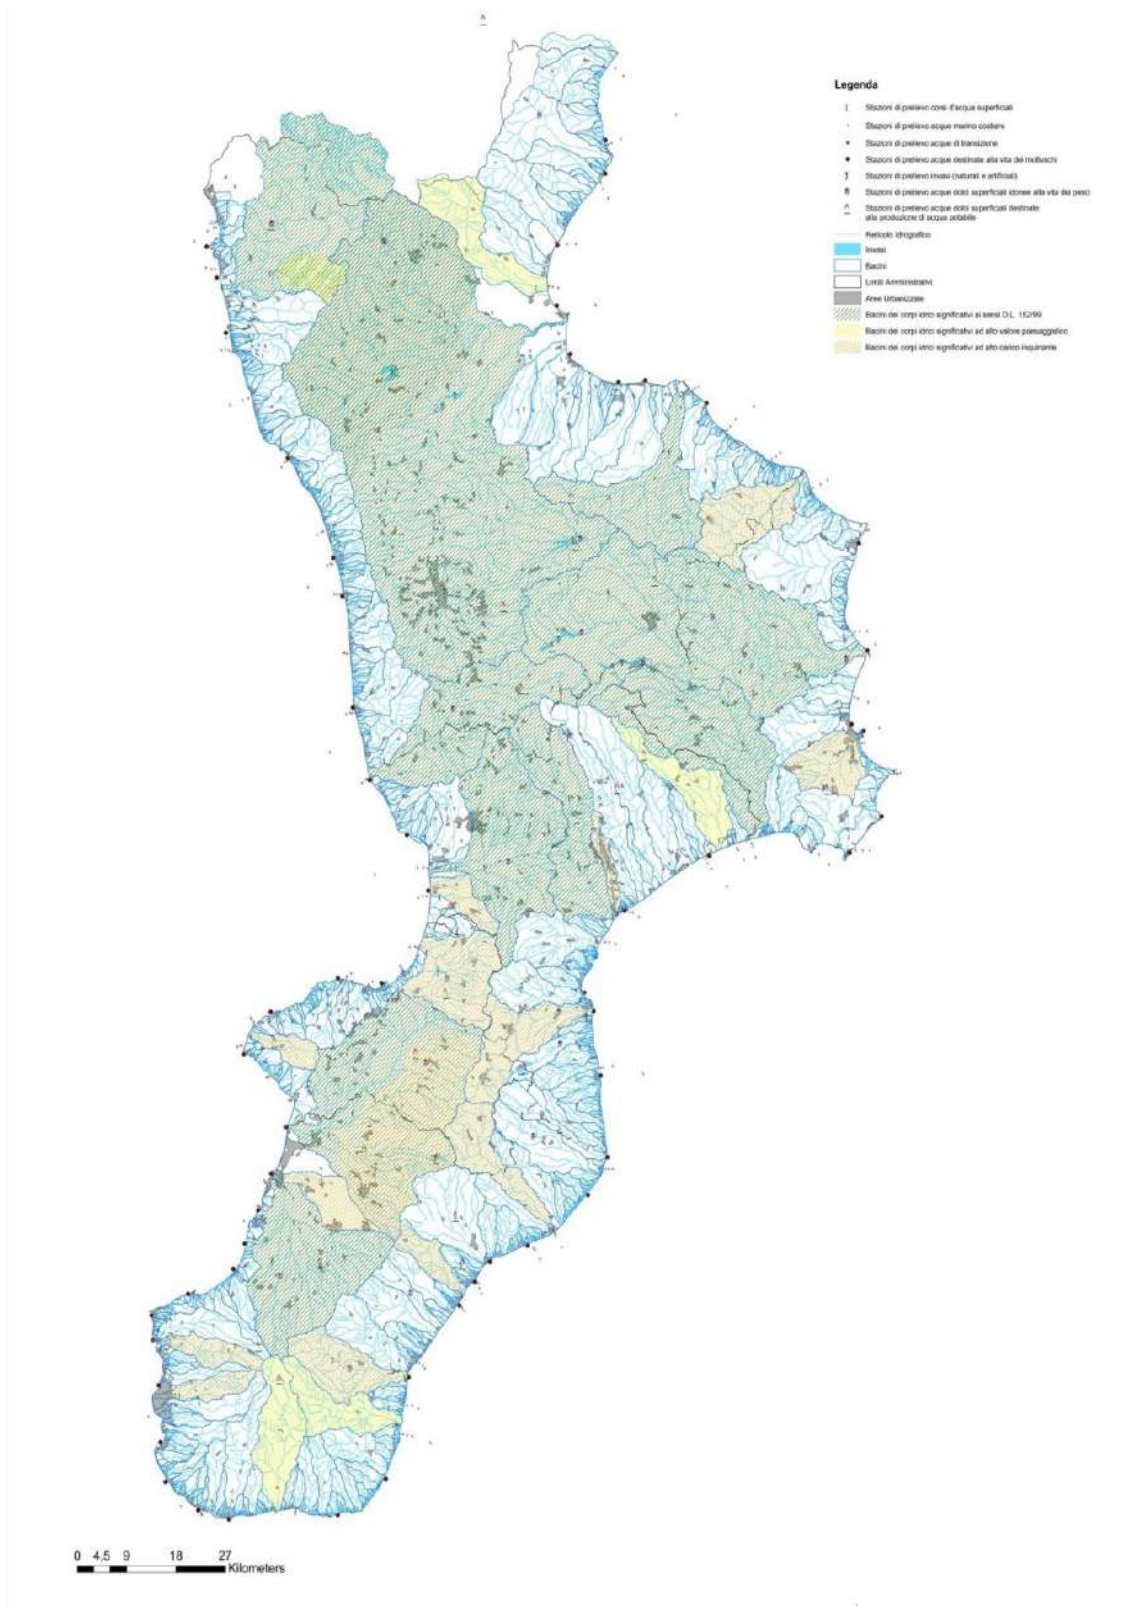 Legenda
Stazioni di prelievo corsi d'acqua superficiali
Stazioni di prelievo acque marino costiere
Stazioni di prelievo acque di transizione
Stazioni di prelievo acque destinate alla vita dei molluschi
Stazioni di prelievo invasi (naturali e artificiali)
Stazioni di prelievo acque dolci superficiali idonee alla vita dei pesci
Stazioni di prelievo acque dolci superficiali destinate
alla produzione di acqua potabile
Reticolo idrografico
Invasi
Bacini
Limiti Amministrativi
Aree Urbanizzate
Bacini dei corpi idrici significativi ai sensi D.L. 152/99
Bacini dei corpi idrici significativi ad alto valore paesaggistico
Bacini dei corpi idrici significativi ad alto carico inquinante
0 4,5 9 18 27
Kilometers